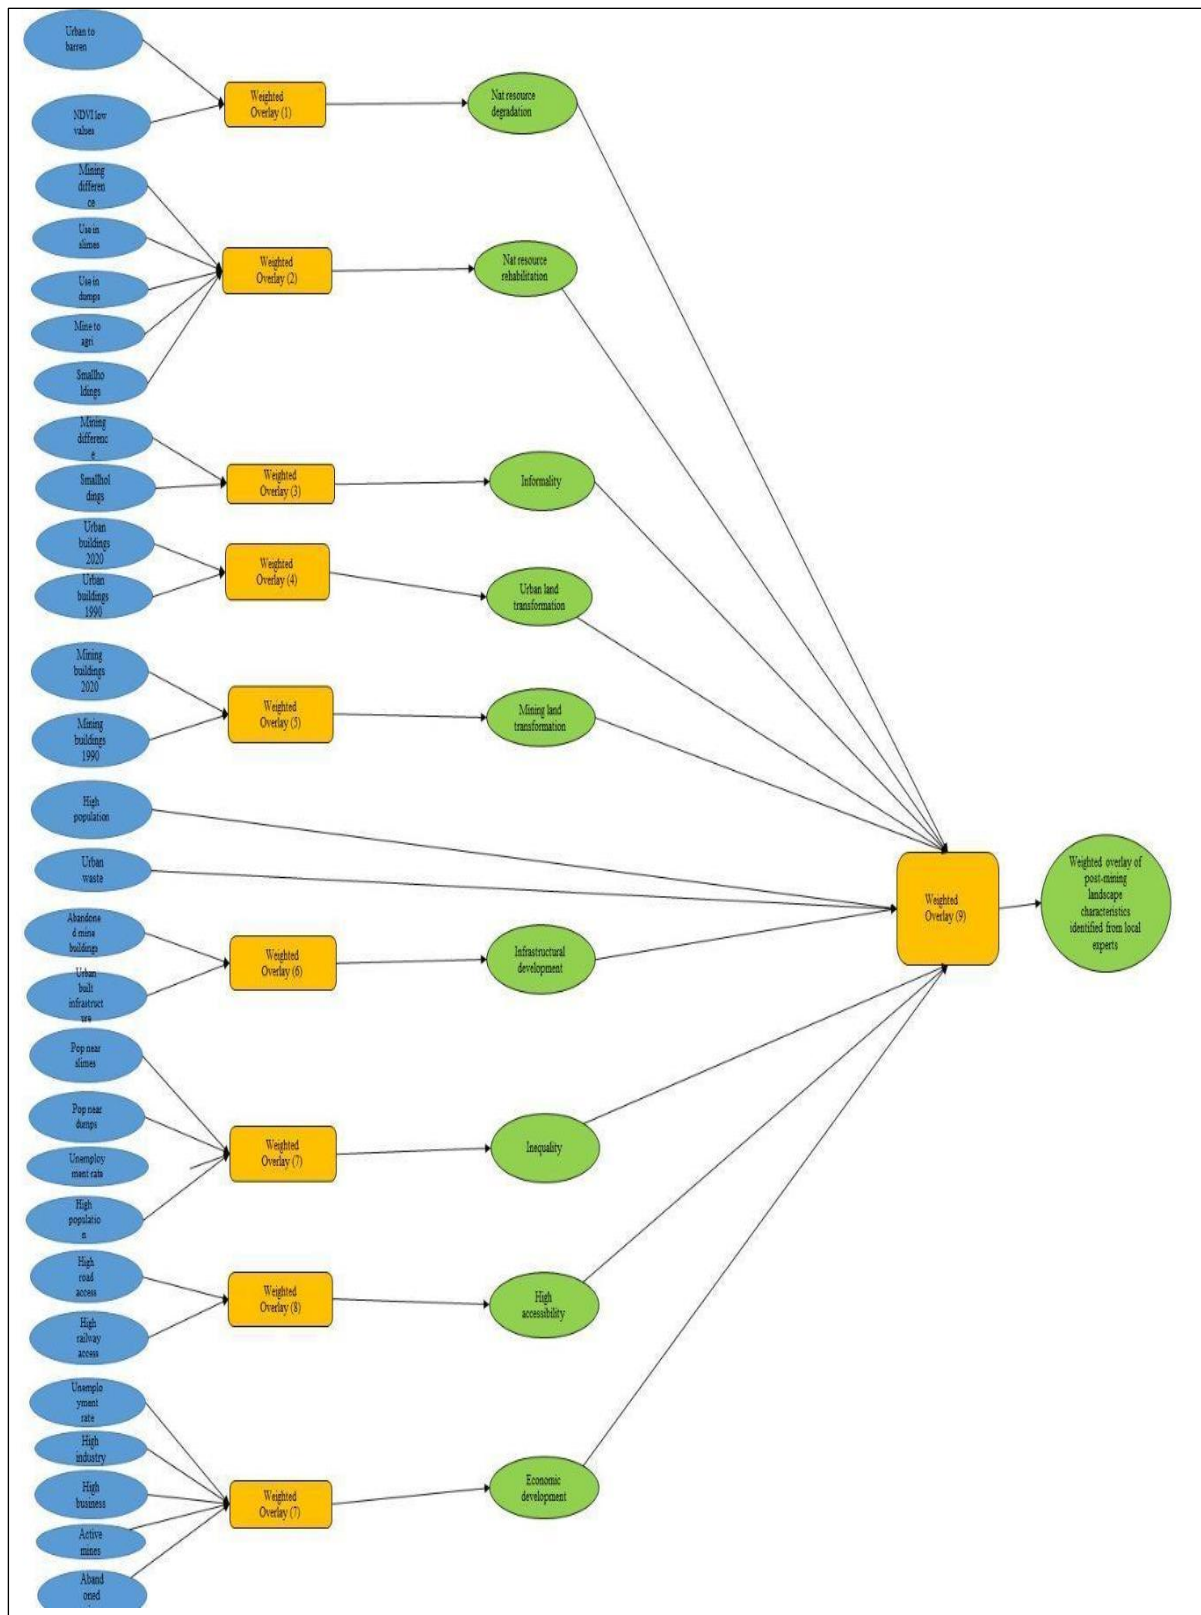 Urban to
barren
NDVI low
values
Weighted
Overlay (1)
Nat resource
degradation
Mining
differen
ce
Use in
slimes
Use in
dumps
Mine to
agri
Smallho
ldings
Weighted
Overlay (2)
Nat resource
rehabilitation
Mining
differenc
e
Smallhol
dings
Weighted
Overlay (3)
Informality
Urban
buildings
2020
Urban
buildings
1990
Weighted
Overlay (4)
Urban land
transformation
Mining
buildings
2020
Mining
buildings
1990
Weighted
Overlay (5)
Mining land
transformation
High
population
Urban
waste
Abandone
d mine
buildings
Urban
built
infrastruct
ure
Weighted
Overlay (6)
Infrastructural
development
Pop near
slimes
Pop near
dumps
Unemploy
ment rate
High
populatio
n
Weighted
Overlay (7)
Inequality
High
road
access
High
railway
access
Weighted
Overlay (8)
High
accessibility
Unemplo
yment
rate
High
industry
High
business
Active
mines
Aband
oned
Weighted
Overlay (7)
Economic
development
Weighted
Overlay (9)
Weighted overlay of
post-mining
landscape
characteristics
identified from local
experts